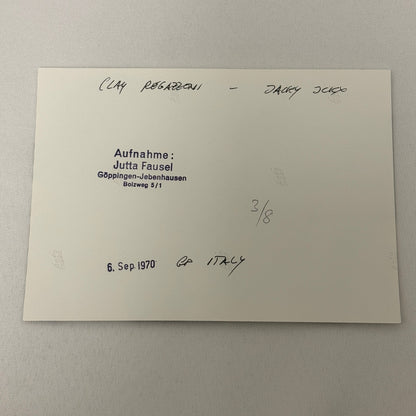 CLAY REGAZZONI - JACKY ICKX
Aufnahme:
Jutta Fausel
Göppingen-Jebenhausen
Bolzweg 5/1
3/8
6. Sep. 1970 GP ITALY